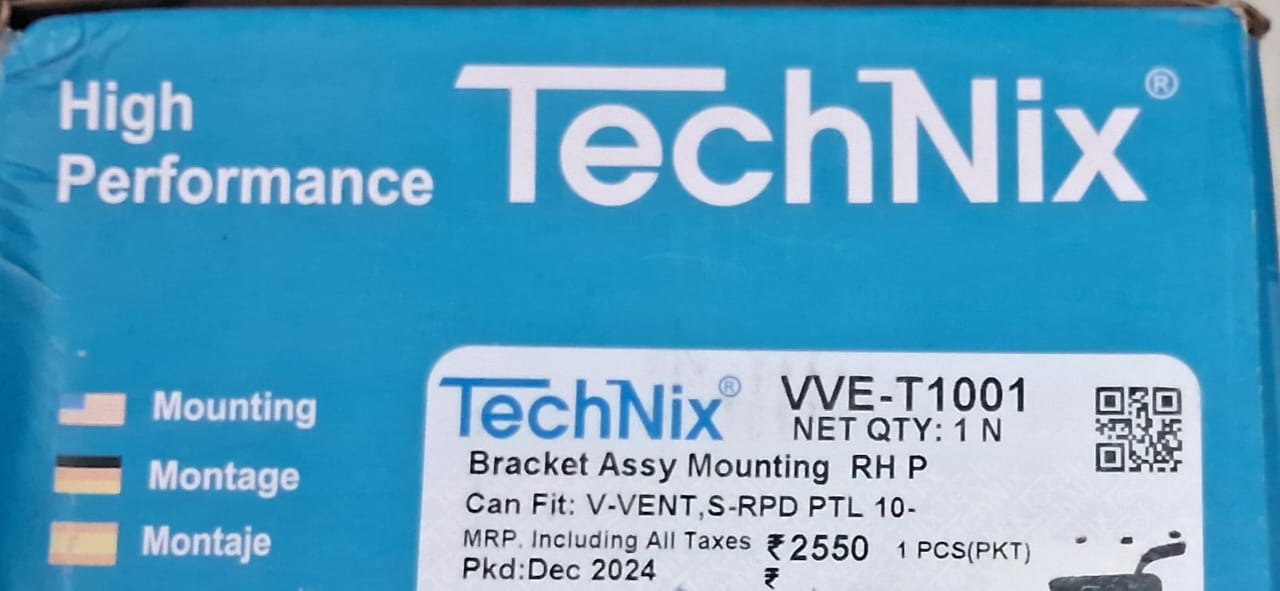 High
Performance
TechNix®
Mounting
Montage
Montaje
TechNix®
VVE-T1001
NET QTY: 1 N
Bracket Assy Mounting RH P
Can Fit: V-VENT,S-RPD PTL 10-
MRP. Including All Taxes ₹2550 1 PCS(PKT)
Pkd:Dec 2024 ₹